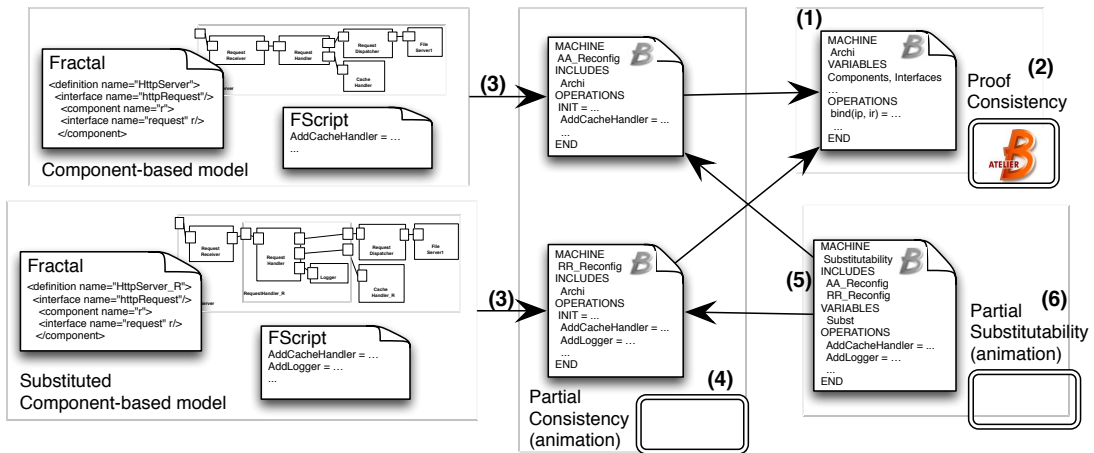 Fractal
<definition name="HttpServer">
<interface name="httpRequest"/>
<component name="r">
<interface name="request" r/>
</component>
Request
Receiver
Request
Handler
Request
Dispatcher
File
Server1
Cache
Handler
FScript
AddCacheHandler = …
...
Component-based model
(3)
MACHINE
AA_Reconfig
INCLUDES
Archi
OPERATIONS
INIT = ...
AddCacheHandler = ...
...
END
B
(1)
MACHINE
Archi
VARIABLES
Components, Interfaces
…
OPERATIONS
bind(ip, ir) = ...
...
END
B
(2)
Proof
Consistency
B
ATELIER
Fractal
<definition name="HttpServer_R">
<interface name="httpRequest"/>
<component name="r">
<interface name="request" r/>
</component>
Request
Receiver
Request
Handler
Logger
RequestHandler_R
Request
Dispatcher
File
Server1
Cache
Handler_R
FScript
AddCacheHandler = …
AddLogger = …
...
Substituted
Component-based model
(3)
MACHINE
RR_Reconfig
INCLUDES
Archi
OPERATIONS
INIT = ...
AddCacheHandler = ...
AddLogger = …
...
END
B
(4)
Partial
Consistency
(animation)
(5)
MACHINE
Substitutability
INCLUDES
AA_Reconfig
RR_Reconfig
VARIABLES
Subst
OPERATIONS
AddCacheHandler = ...
AddLogger = …
...
END
B
(6)
Partial
Substitutability
(animation)